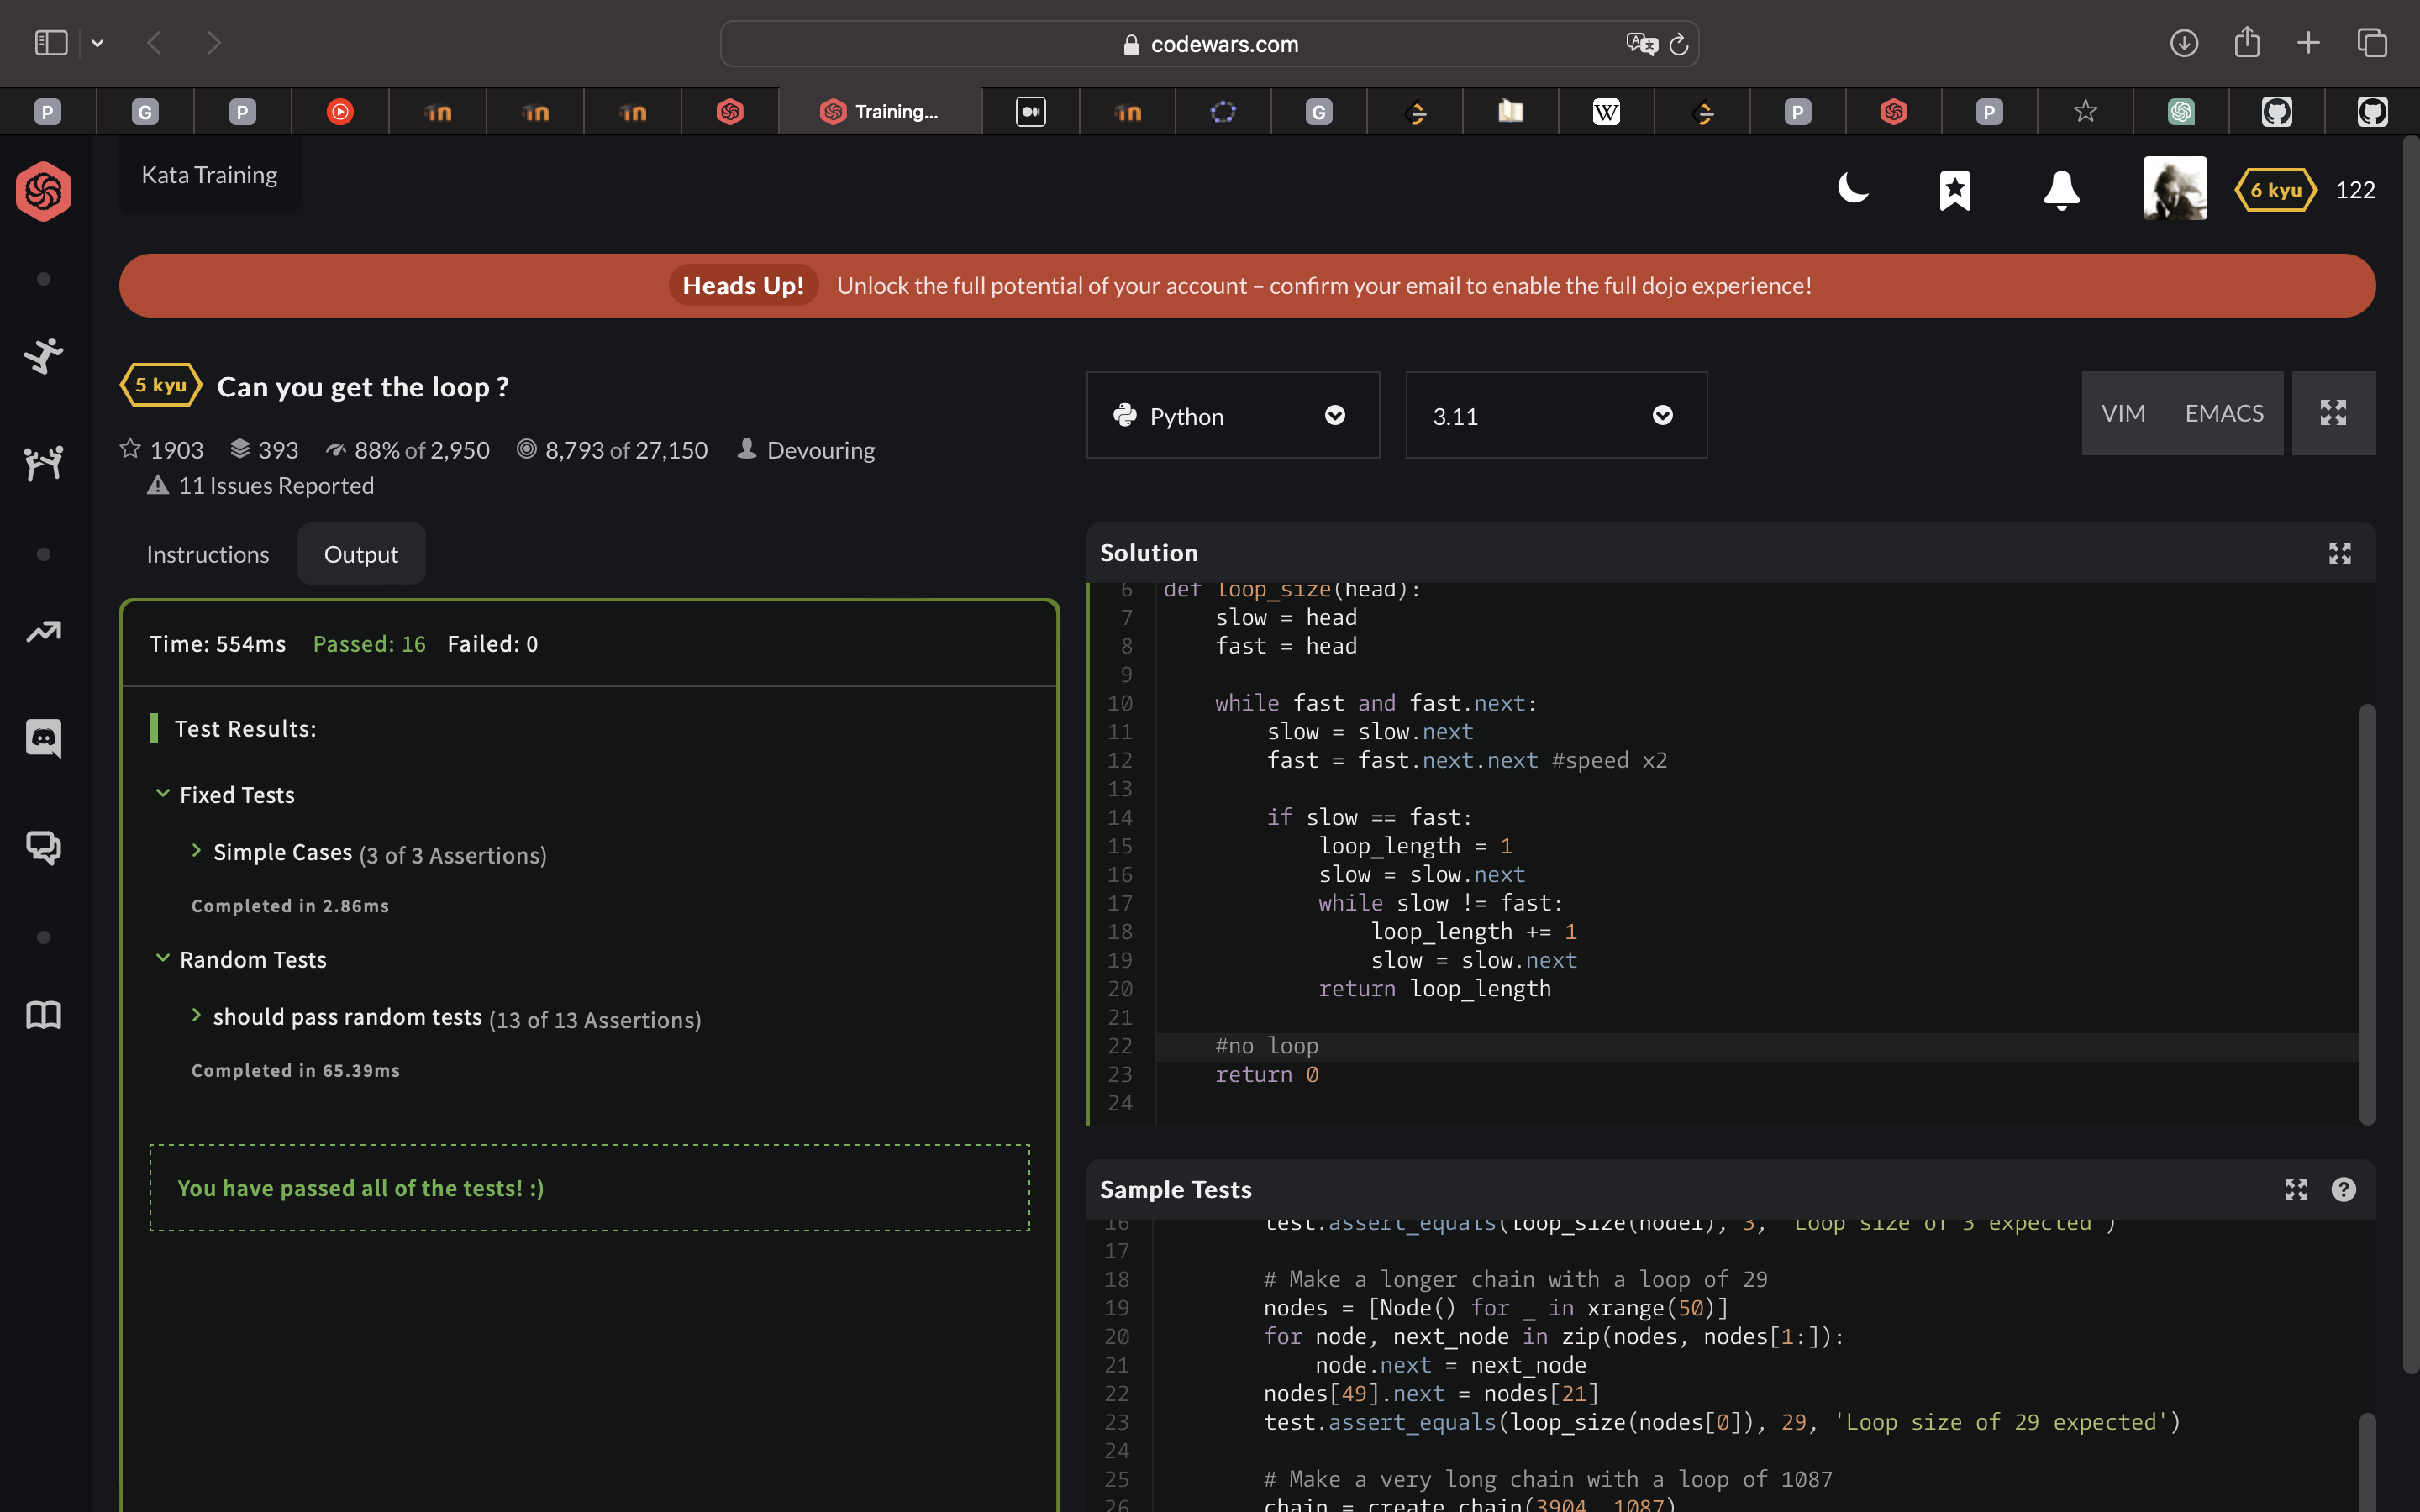 codewars.com
P
G
P
Training...
G
W
P
P
Kata Training
6 kyu
122
Heads Up! Unlock the full potential of your account – confirm your email to enable the full dojo experience!
5 kyu Can you get the loop ?
1903 393 88% of 2,950 8,793 of 27,150 Devouring
11 Issues Reported
Python
3.11
VIM EMACS
Instructions
Output
Time: 554ms Passed: 16 Failed: 0
Test Results:
Fixed Tests
Simple Cases (3 of 3 Assertions)
Completed in 2.86ms
Random Tests
should pass random tests (13 of 13 Assertions)
Completed in 65.39ms
You have passed all of the tests! :)
Solution
6 def loop_size(head):
7 slow = head
8 fast = head
9
10 while fast and fast.next:
11 slow = slow.next
12 fast = fast.next.next #speed x2
13
14 if slow == fast:
15 loop_length = 1
16 slow = slow.next
17 while slow != fast:
18 loop_length += 1
19 slow = slow.next
20 return loop_length
21
22 #no loop
23 return 0
24
Sample Tests
16 test.assert_equals(loop_size(node1), 3, 'Loop size of 3 expected')
17
18 # Make a longer chain with a loop of 29
19 nodes = [Node() for _ in xrange(50)]
20 for node, next_node in zip(nodes, nodes[1:]):
21 node.next = next_node
22 nodes[49].next = nodes[21]
23 test.assert_equals(loop_size(nodes[0]), 29, 'Loop size of 29 expected')
24
25 # Make a very long chain with a loop of 1087
26 chain = create_chain(3904, 1087)